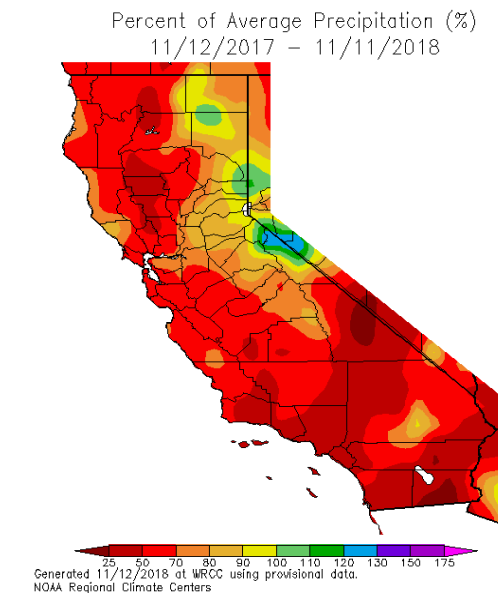 Percent of Average Precipitation (%)
11/12/2017 – 11/11/2018
25 50 70 80 90 100 110 120 130 150 175
Generated 11/12/2018 at WRCC using provisional data.
NOAA Regional Climate Centers